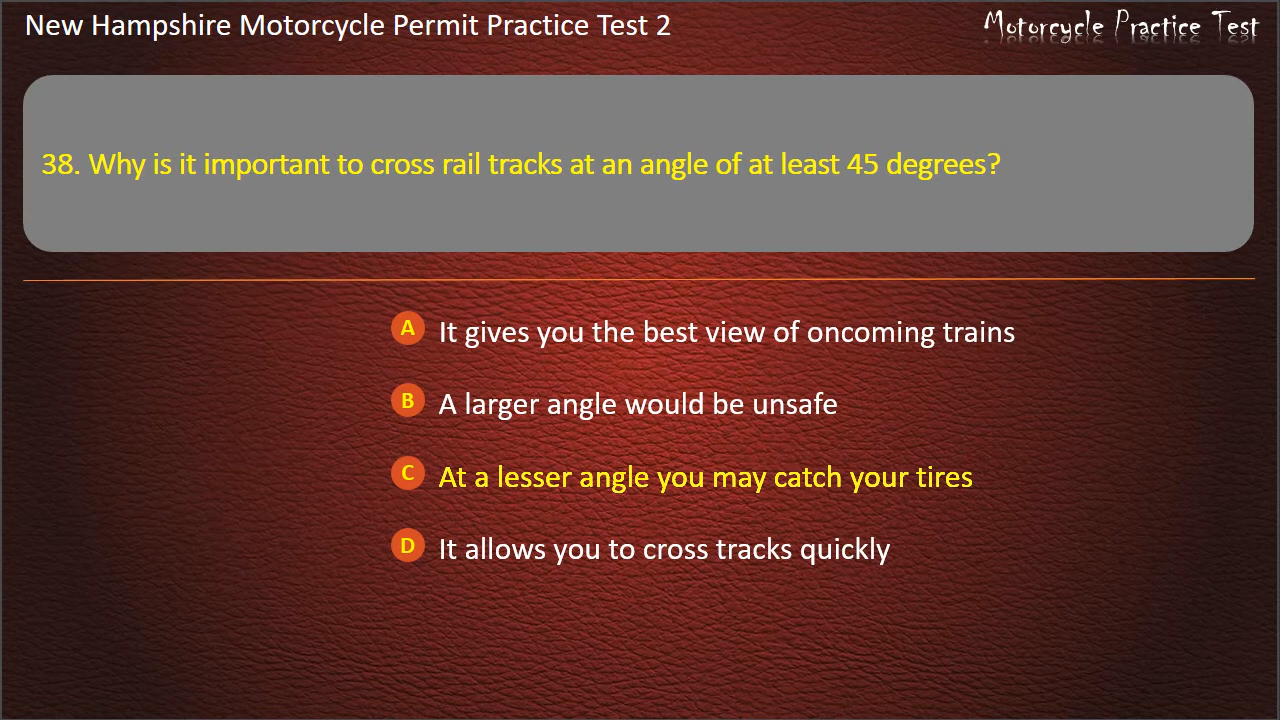 New Hampshire Motorcycle Permit Practice Test 2
Motorcycle Practice Test
38. Why is it important to cross rail tracks at an angle of at least 45 degrees?
A It gives you the best view of oncoming trains
B A larger angle would be unsafe
C At a lesser angle you may catch your tires
D It allows you to cross tracks quickly